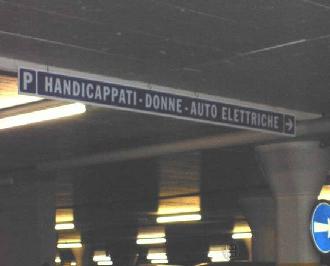 P HANDICAPPATI - DONNE - AUTO ELETTRICHE →